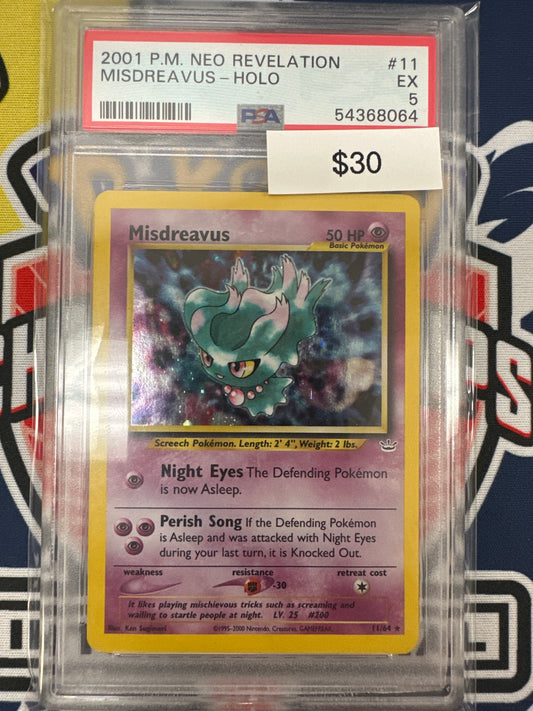 2001 P.M. NEO REVELATION #11
MISDREAVUS - HOLO EX
5
PSA 54368064
$30
Misdreavus 50 HP
Basic Pokémon
Screech Pokémon. Length: 2' 4", Weight: 2 lbs.
Night Eyes The Defending Pokémon
is now Asleep.
Perish Song If the Defending Pokémon
is Asleep and was attacked with Night Eyes
during your last turn, it is Knocked Out.
weakness resistance retreat cost
-30
It likes playing mischievous tricks such as screaming and
wailing to startle people at night. LV. 25 #200
Illus. Ken Sugimori ©1995-2000 Nintendo, Creatures, GAMEFREAK. 11/64